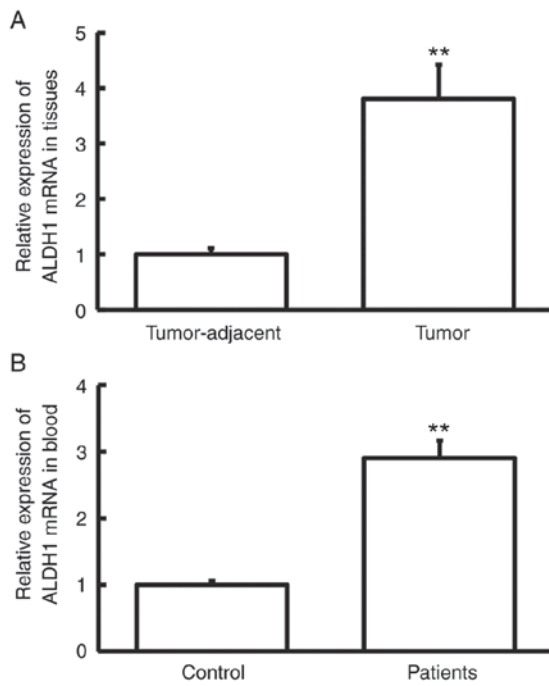 A
Relative expression of
ALDH1 mRNA in tissues
5
4
3
2
1
0
**
Tumor-adjacent
Tumor
B
Relative expression of
ALDH1 mRNA in blood
4
3
2
1
0
**
Control
Patients